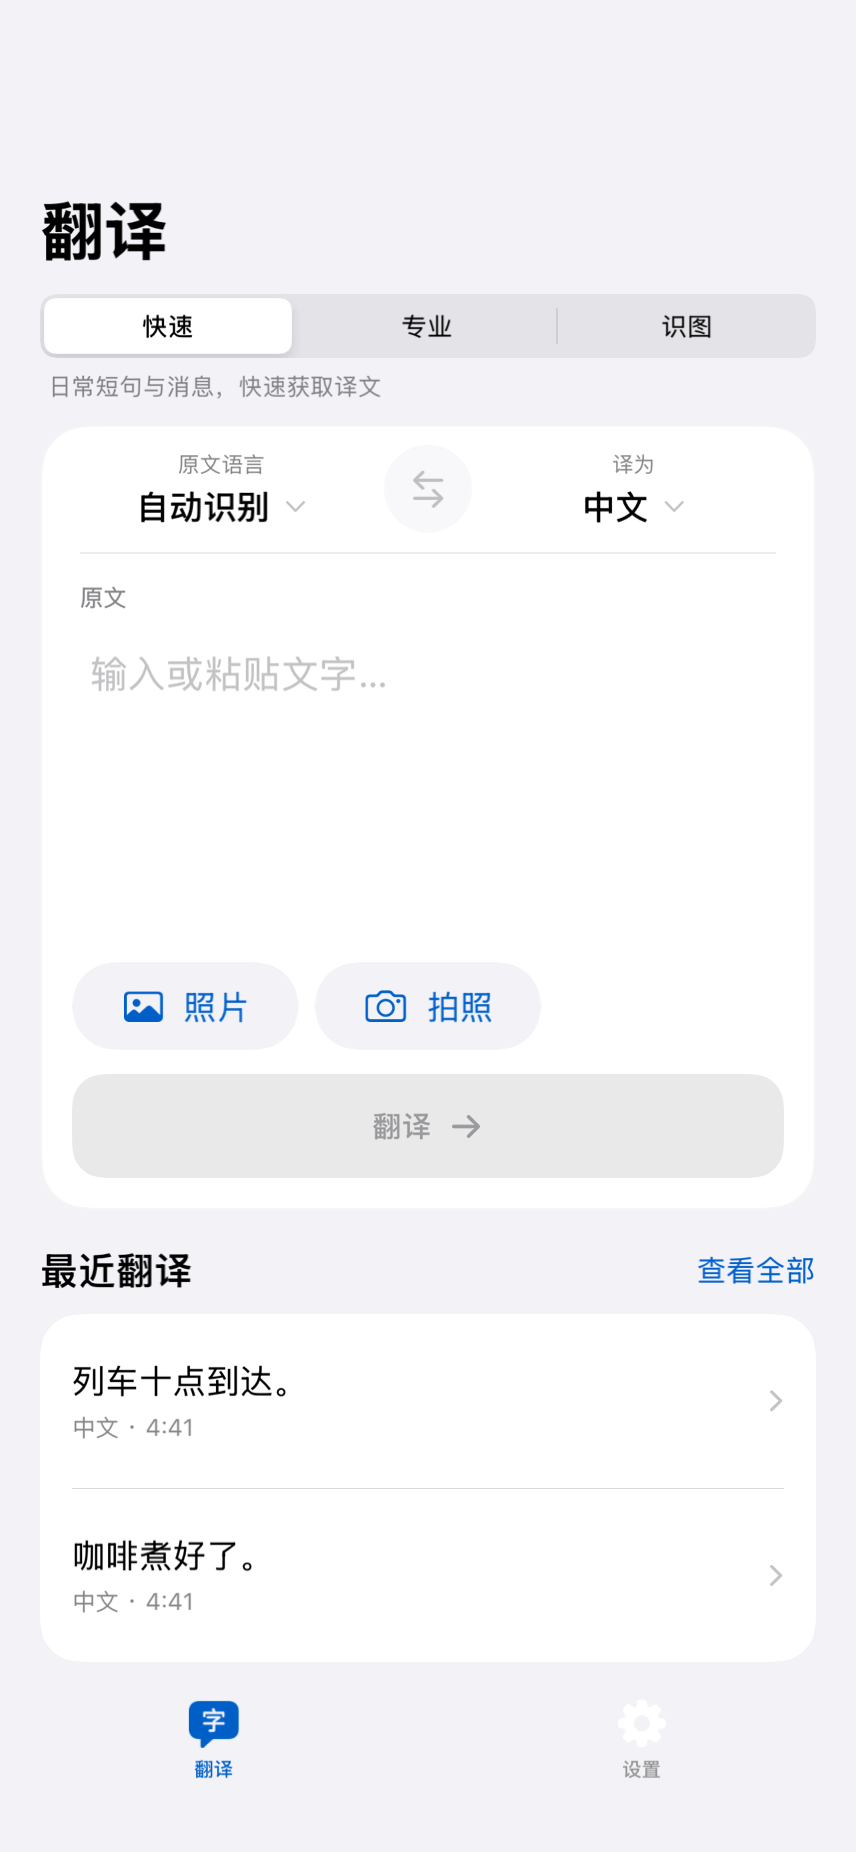 翻译
快速
专业
识图
日常短句与消息，快速获取译文
原文语言
译为
自动识别
中文
原文
输入或粘贴文字...
照片
拍照
翻译
最近翻译
查看全部
列车十点到达。
中文 · 4:41
咖啡煮好了。
中文 · 4:41
字
翻译
设置